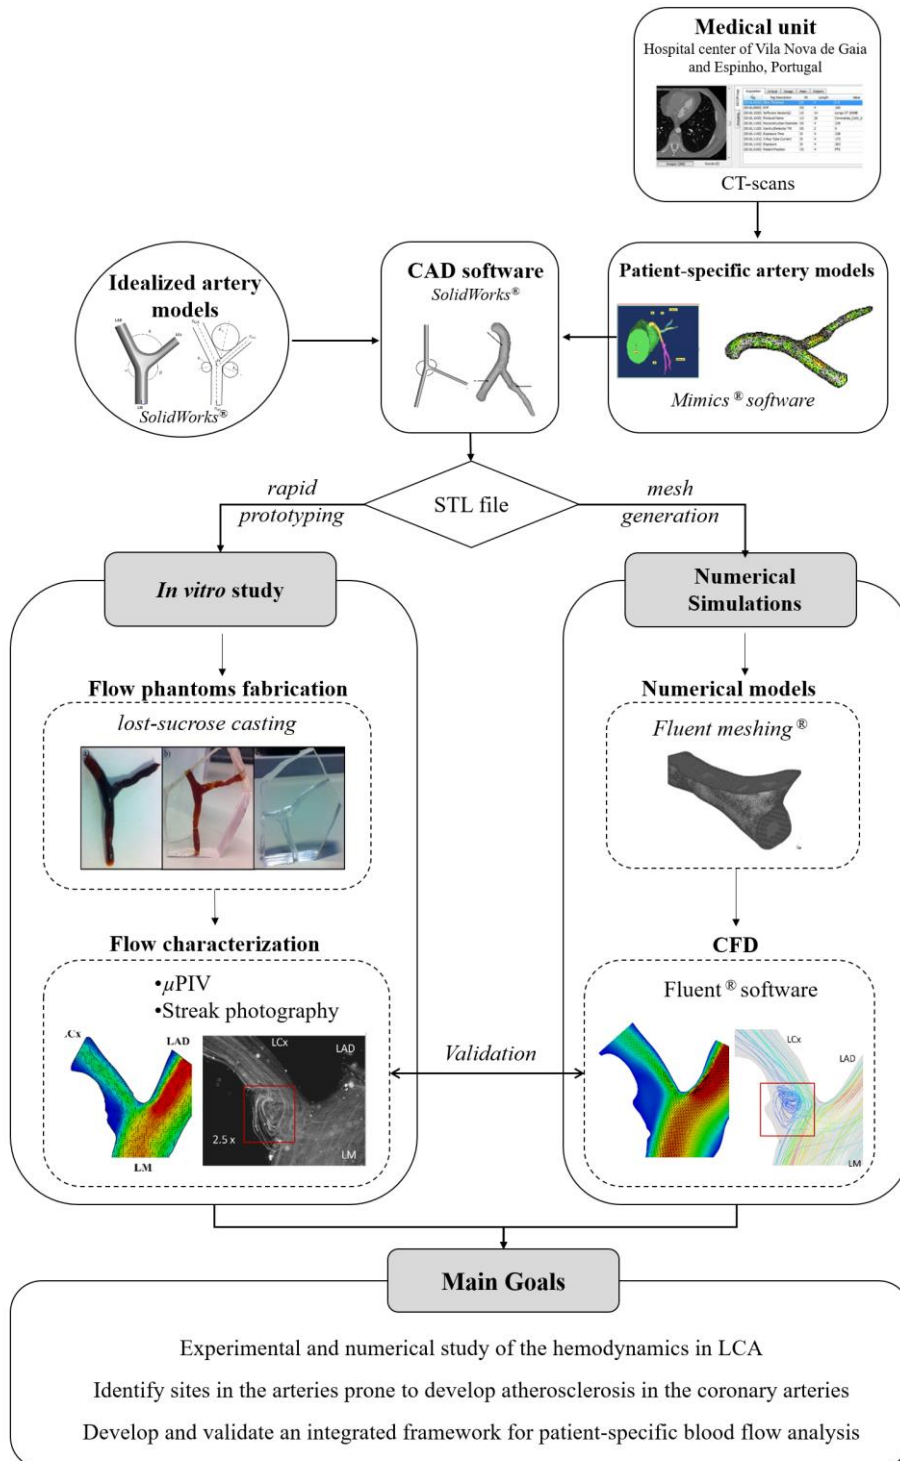 Medical unit
Hospital center of Vila Nova de Gaia
and Espinho, Portugal
CT-scans
Idealized artery
models
LAD
LM
SolidWorks®
CAD software
SolidWorks®
Patient-specific artery models
Mimics ® software
rapid
prototyping
STL file
mesh
generation
In vitro study
Numerical
Simulations
Flow phantoms fabrication
lost-sucrose casting
b)
Numerical models
Fluent meshing ®
Flow characterization
•µPIV
•Streak photography
LCx
LAD
LM
LCx
LAD
2.5 x
LM
Validation
CFD
Fluent ® software
LCx
LAD
LM
Main Goals
Experimental and numerical study of the hemodynamics in LCA
Identify sites in the arteries prone to develop atherosclerosis in the coronary arteries
Develop and validate an integrated framework for patient-specific blood flow analysis